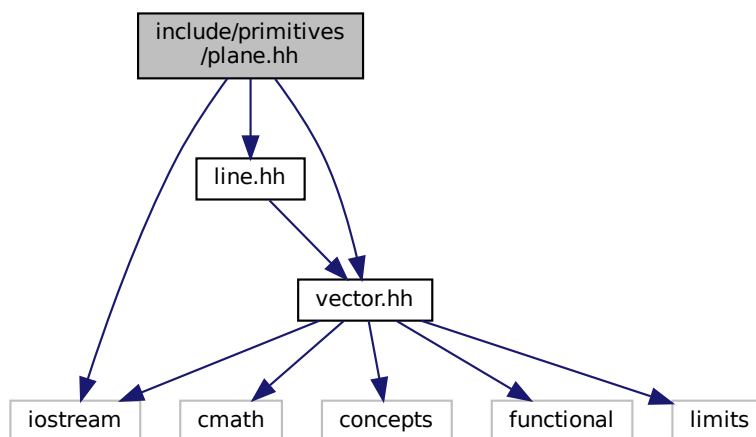 include/primitives
/plane.hh
line.hh
vector.hh
iostream
cmath
concepts
functional
limits